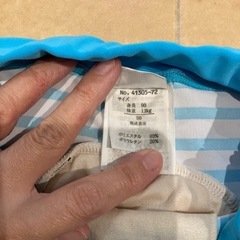 No. 41305-72
サイズ
身長 90
体重 13kg
90
ポリエステル 80%
ポリウレタン 20%